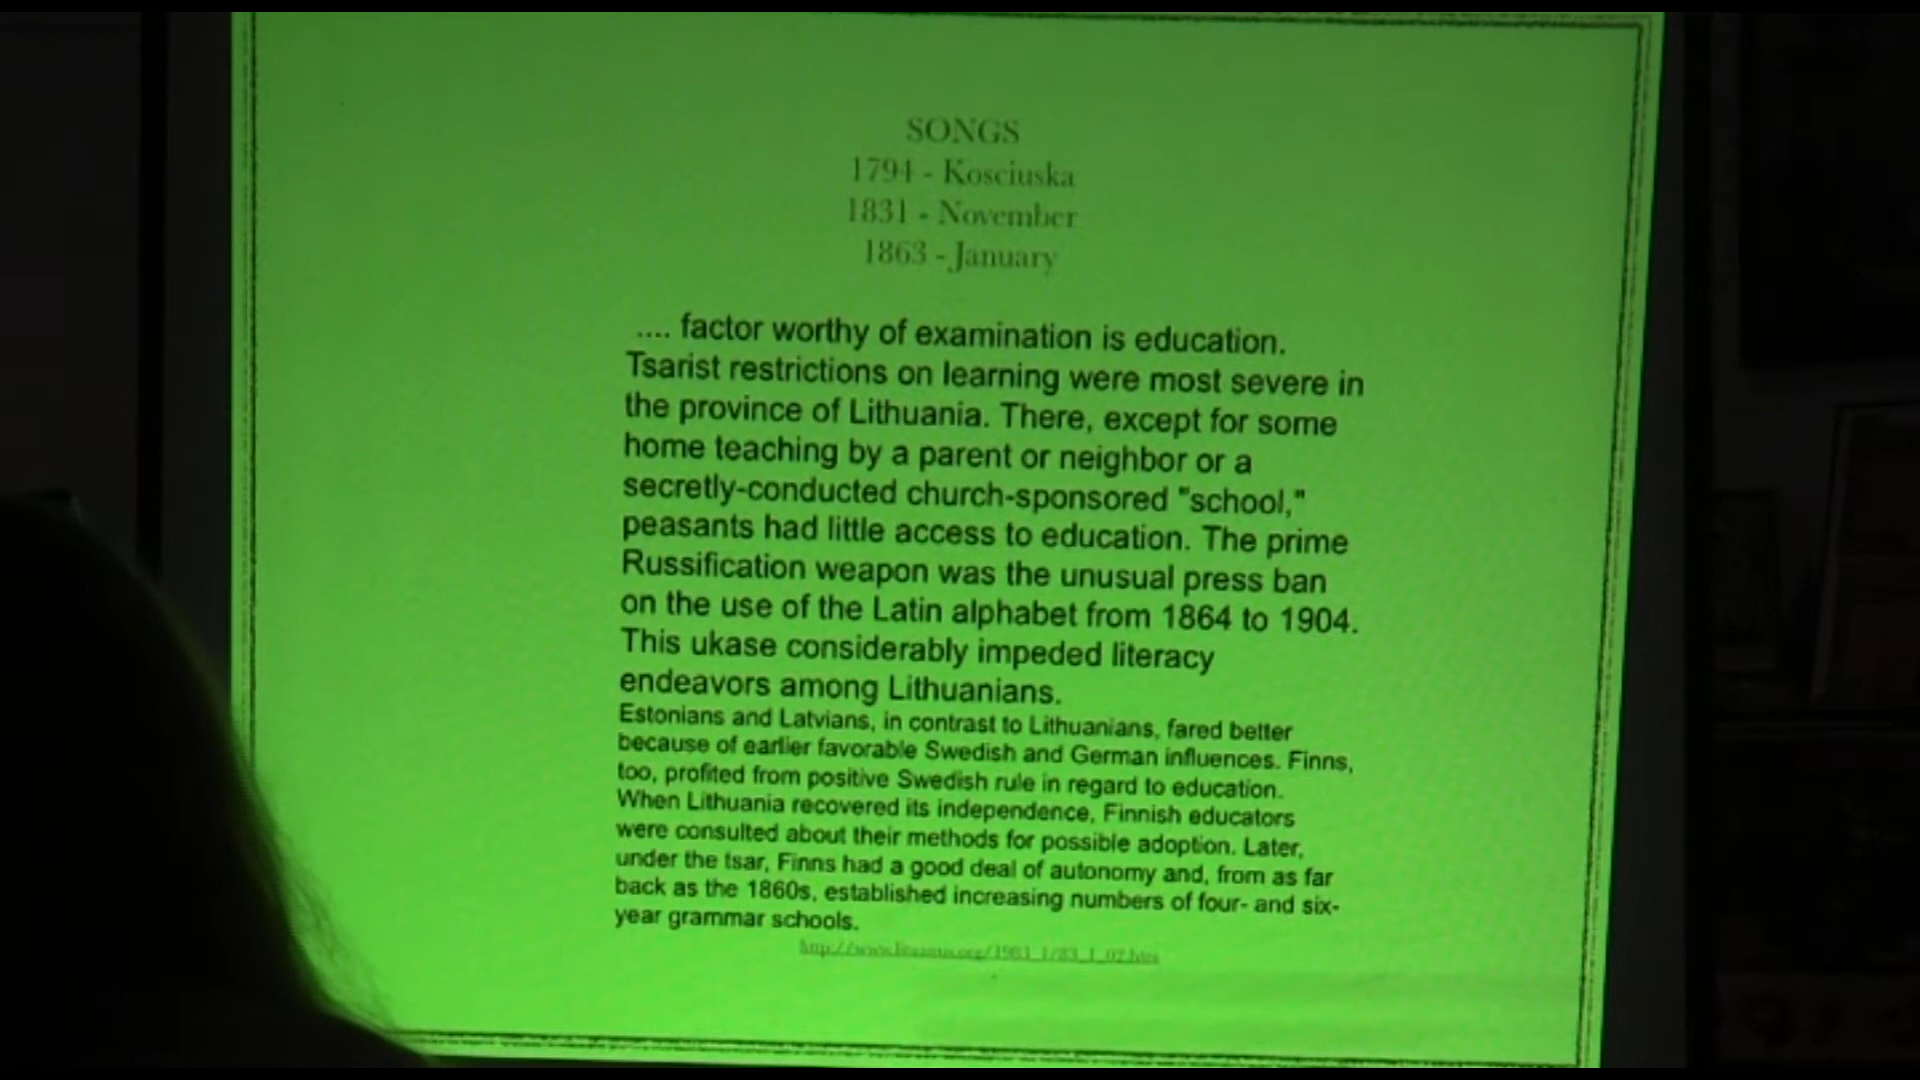 SONGS
1794 - Kosciuska
1831 - November
1863 - January
.... factor worthy of examination is education.
Tsarist restrictions on learning were most severe in
the province of Lithuania. There, except for some
home teaching by a parent or neighbor or a
secretly-conducted church-sponsored "school,"
peasants had little access to education. The prime
Russification weapon was the unusual press ban
on the use of the Latin alphabet from 1864 to 1904.
This ukase considerably impeded literacy
endeavors among Lithuanians.
Estonians and Latvians, in contrast to Lithuanians, fared better
because of earlier favorable Swedish and German influences. Finns,
too, profited from positive Swedish rule in regard to education.
When Lithuania recovered its independence, Finnish educators
were consulted about their methods for possible adoption. Later,
under the tsar, Finns had a good deal of autonomy and, from as far
back as the 1860s, established increasing numbers of four- and six-
year grammar schools.